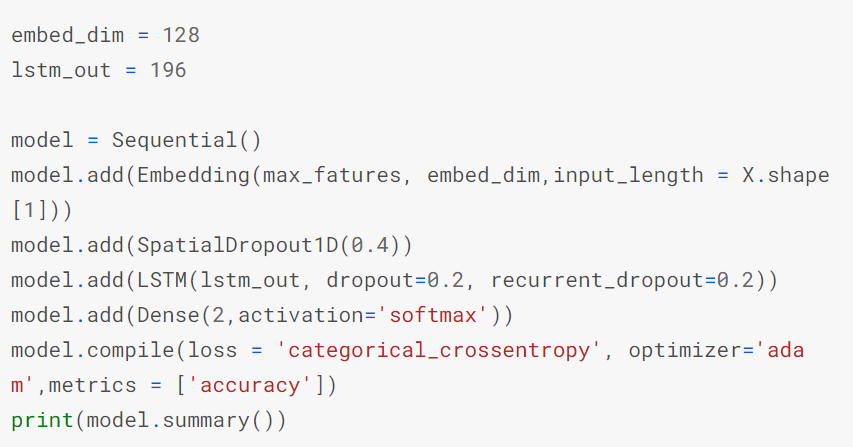 embed_dim = 128
lstm_out = 196

model = Sequential()
model.add(Embedding(max_fatures, embed_dim,input_length = X.shape
[1]))
model.add(SpatialDropout1D(0.4))
model.add(LSTM(lstm_out, dropout=0.2, recurrent_dropout=0.2))
model.add(Dense(2,activation='softmax'))
model.compile(loss = 'categorical_crossentropy', optimizer='ada
m',metrics = ['accuracy'])
print(model.summary())